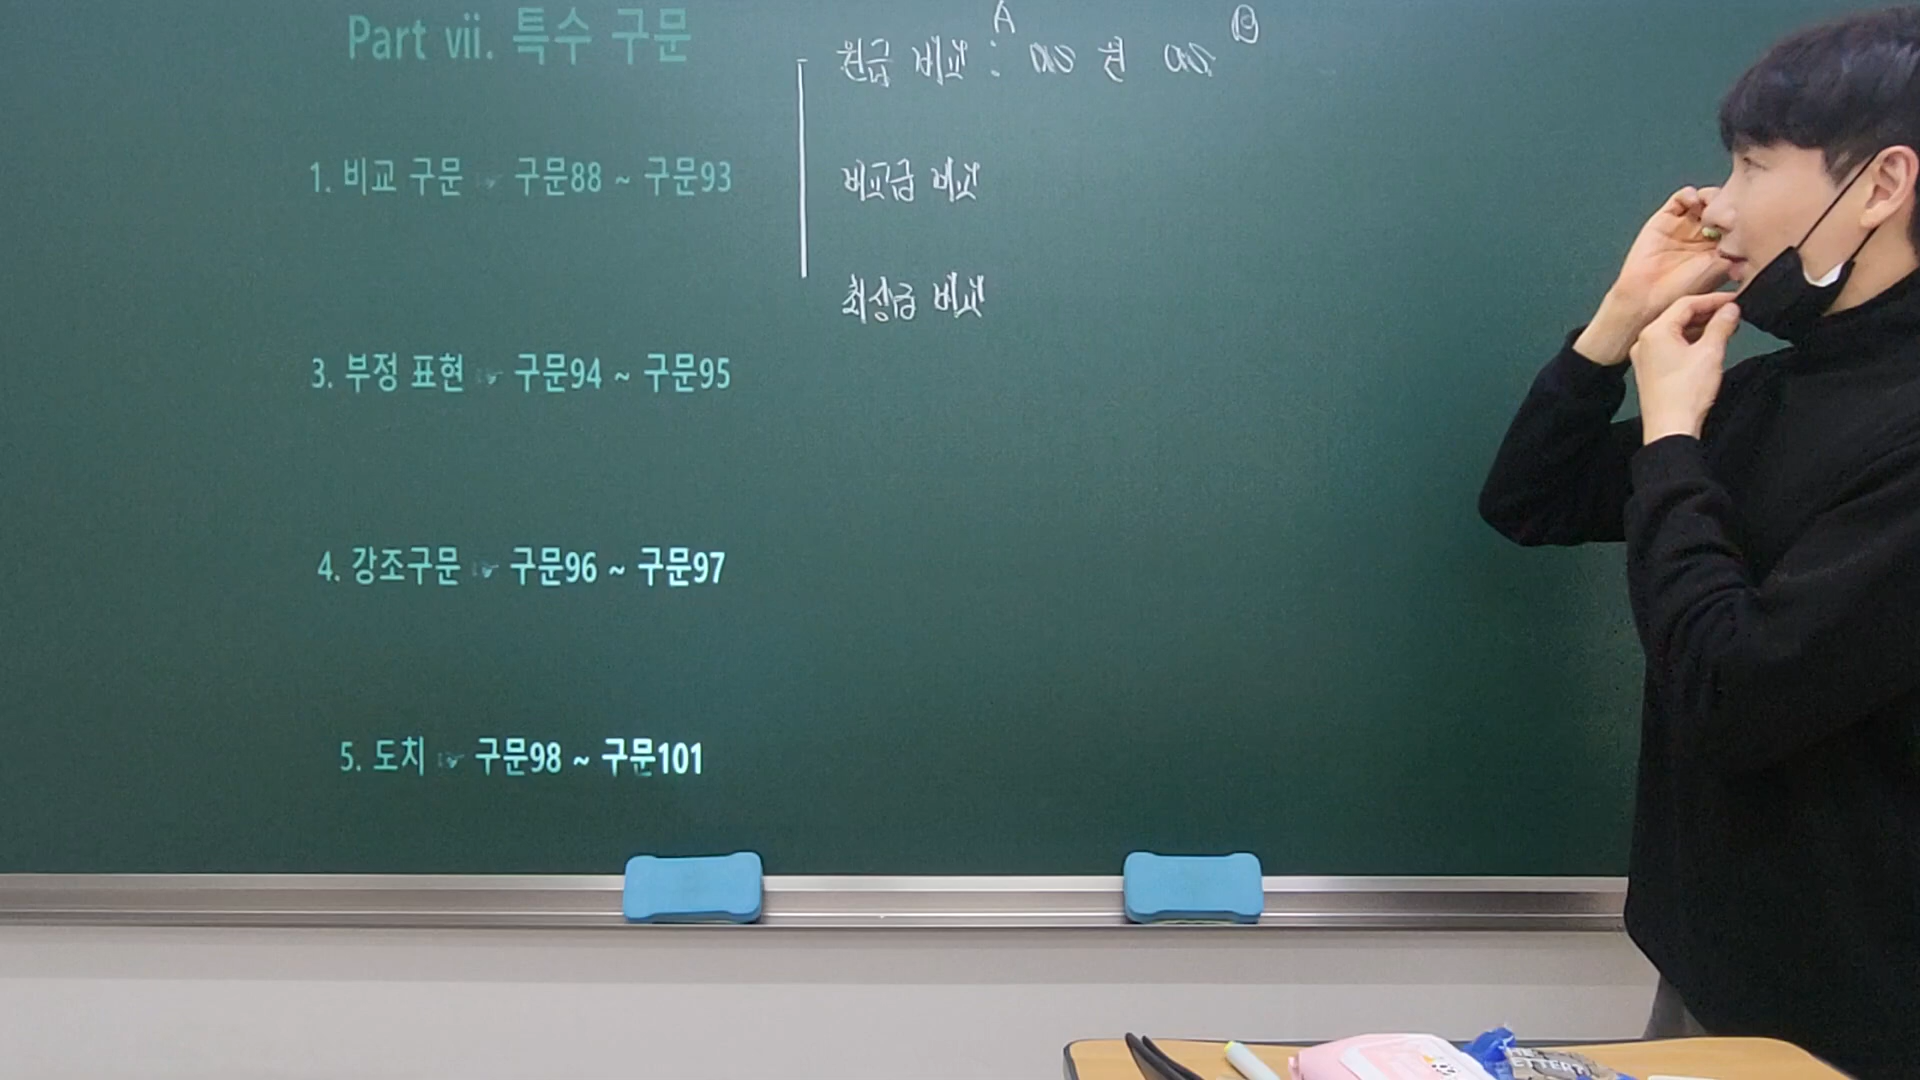 Part vii. 특수 구문
1. 비교 구문 ☞ 구문88 ~ 구문93
3. 부정 표현 ☞ 구문94 ~ 구문95
4. 강조구문 ☞ 구문96 ~ 구문97
5. 도치 ☞ 구문98 ~ 구문101
A B
원급 비교 : as 원 as
비교급 비교
최상급 비교